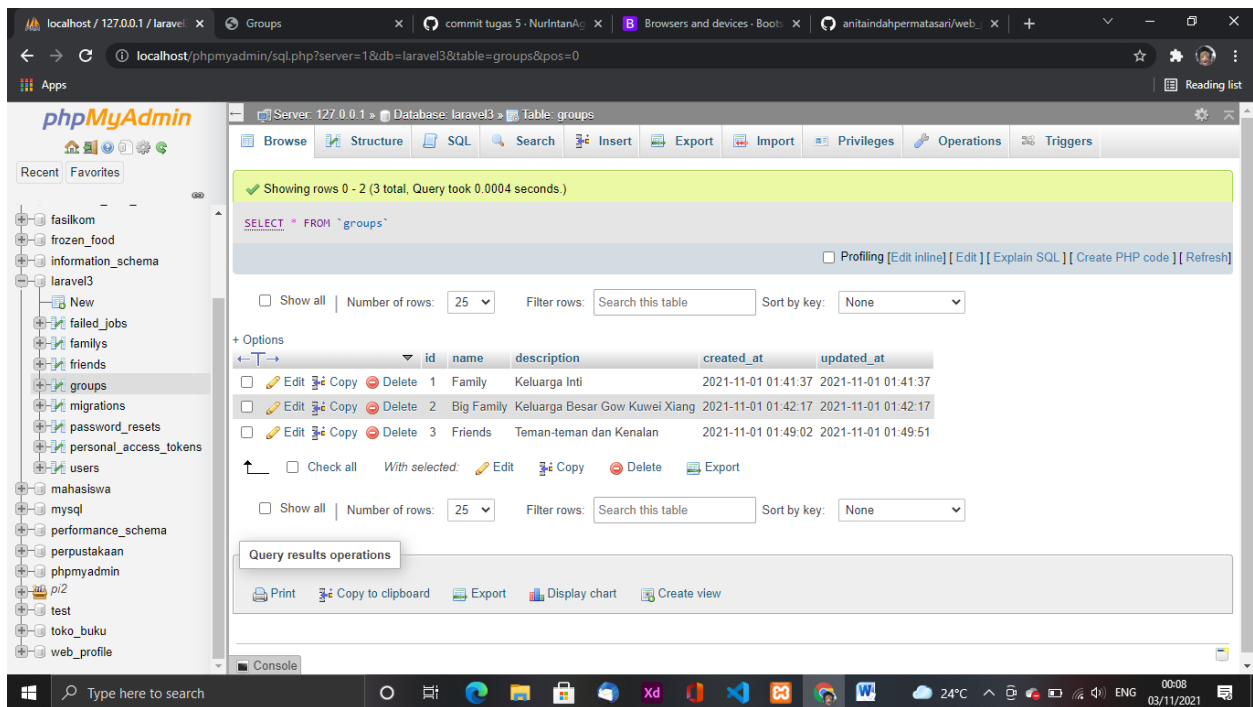 localhost / 127.0.0.1 / laravel
Groups
commit tugas 5 · NurIntanAg
Browsers and devices · Boots
anitaindahpermatasari/web_
localhost/phpmyadmin/sql.php?server=1&db=laravel3&table=groups&pos=0
Apps
Reading list
phpMyAdmin
Recent Favorites
fasilkom
frozen_food
information_schema
laravel3
New
failed_jobs
familys
friends
groups
migrations
password_resets
personal_access_tokens
users
mahasiswa
mysql
performance_schema
perpustakaan
phpmyadmin
pi2
test
toko_buku
web_profile
Server: 127.0.0.1 » Database: laravel3 » Table: groups
Browse Structure SQL Search Insert Export Import Privileges Operations Triggers
Showing rows 0 - 2 (3 total, Query took 0.0004 seconds.)
SELECT * FROM `groups`
Profiling [Edit inline] [ Edit ] [ Explain SQL ] [ Create PHP code ] [ Refresh]
Show all | Number of rows: 25 Filter rows: Search this table Sort by key: None
+ Options
←T→ id name description created_at updated_at
Edit Copy Delete 1 Family Keluarga Inti 2021-11-01 01:41:37 2021-11-01 01:41:37
Edit Copy Delete 2 Big Family Keluarga Besar Gow Kuwei Xiang 2021-11-01 01:42:17 2021-11-01 01:42:17
Edit Copy Delete 3 Friends Teman-teman dan Kenalan 2021-11-01 01:49:02 2021-11-01 01:49:51
Check all With selected: Edit Copy Delete Export
Show all | Number of rows: 25 Filter rows: Search this table Sort by key: None
Query results operations
Print Copy to clipboard Export Display chart Create view
Console
Type here to search
Xd
W
24°C
ENG
00:08
03/11/2021